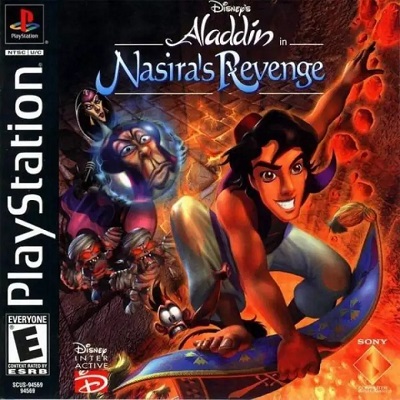 PlayStation
NTSC U/C
PlayStation
DISNEY'S
Aladdin
in
Nasira's Revenge
EVERYONE
E
CONTENT RATED BY
ESRB
SCUS-94569
94569
Disney
INTER
ACTIVE
D
SONY